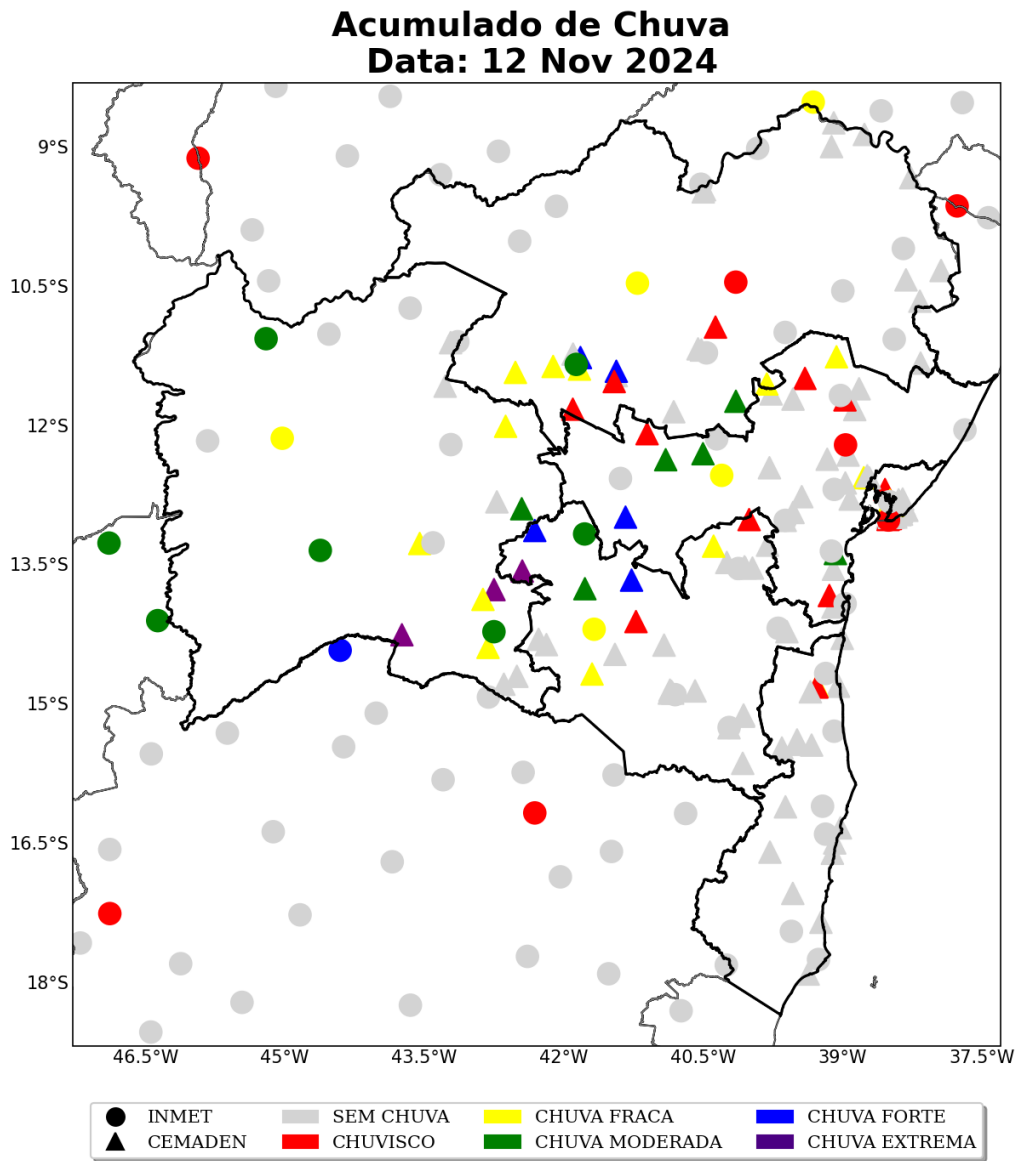 Acumulado de Chuva
Data: 12 Nov 2024
9°S
10.5°S
12°S
13.5°S
15°S
16.5°S
18°S
46.5°W 45°W 43.5°W 42°W 40.5°W 39°W 37.5°W
INMET SEM CHUVA CHUVA FRACA CHUVA FORTE
CEMADEN CHUVISCO CHUVA MODERADA CHUVA EXTREMA